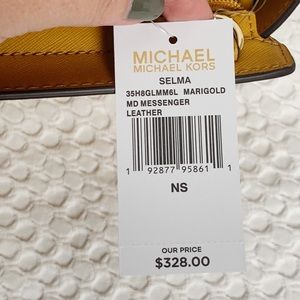 MICHAEL
MICHAEL KORS
SELMA
35H8GLMM6L MARIGOLD
MD MESSENGER
LEATHER
1 92877 95861 1
NS
OUR PRICE
$328.00